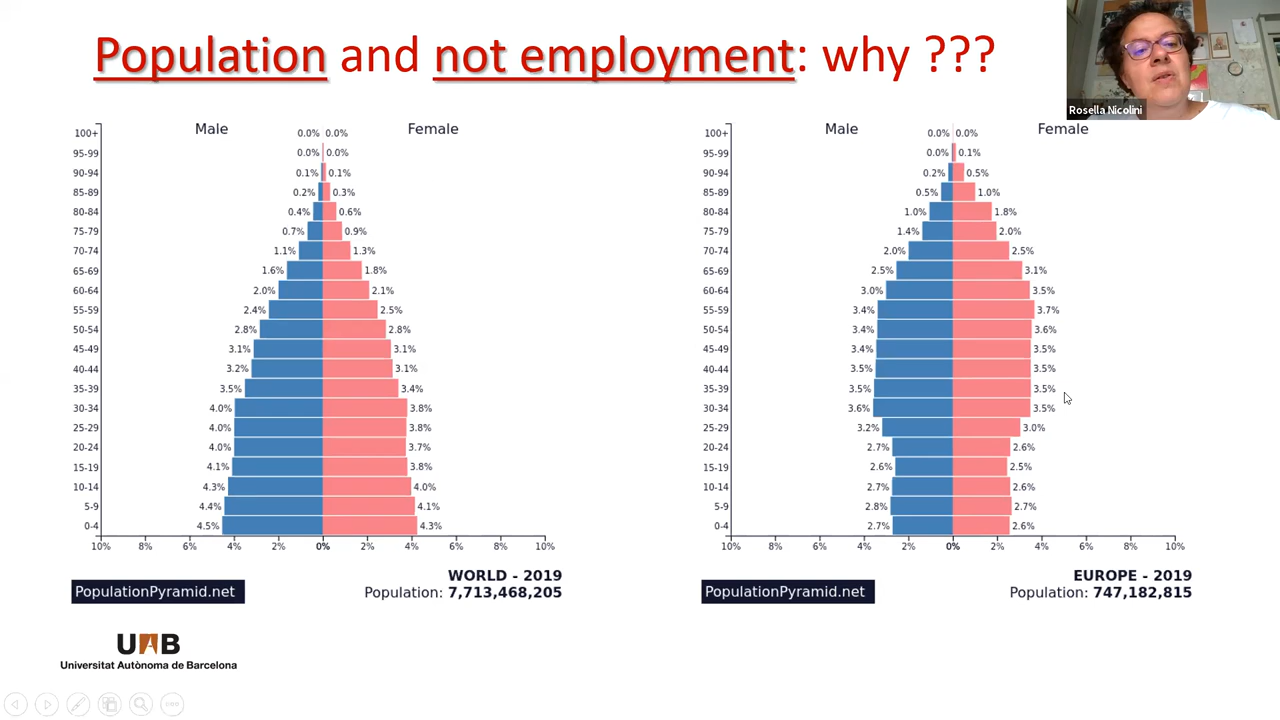 Population and not employment: why ???
Rosella Nicolini
Male Female
100+ 0.0% 0.0%
95-99 0.0% 0.0%
90-94 0.1% 0.1%
85-89 0.2% 0.3%
80-84 0.4% 0.6%
75-79 0.7% 0.9%
70-74 1.1% 1.3%
65-69 1.6% 1.8%
60-64 2.0% 2.1%
55-59 2.4% 2.5%
50-54 2.8% 2.8%
45-49 3.1% 3.1%
40-44 3.2% 3.1%
35-39 3.5% 3.4%
30-34 4.0% 3.8%
25-29 4.0% 3.8%
20-24 4.0% 3.7%
15-19 4.1% 3.8%
10-14 4.3% 4.0%
5-9 4.4% 4.1%
0-4 4.5% 4.3%
10% 8% 6% 4% 2% 0% 2% 4% 6% 8% 10%
WORLD - 2019
PopulationPyramid.net
Population: 7,713,468,205
Male Female
100+ 0.0% 0.0%
95-99 0.0% 0.1%
90-94 0.2% 0.5%
85-89 0.5% 1.0%
80-84 1.0% 1.8%
75-79 1.4% 2.0%
70-74 2.0% 2.5%
65-69 2.5% 3.1%
60-64 3.0% 3.5%
55-59 3.4% 3.7%
50-54 3.4% 3.6%
45-49 3.4% 3.5%
40-44 3.5% 3.5%
35-39 3.5% 3.5%
30-34 3.6% 3.5%
25-29 3.2% 3.0%
20-24 2.7% 2.6%
15-19 2.6% 2.5%
10-14 2.7% 2.6%
5-9 2.8% 2.7%
0-4 2.7% 2.6%
10% 8% 6% 4% 2% 0% 2% 4% 6% 8% 10%
EUROPE - 2019
PopulationPyramid.net
Population: 747,182,815
UAB
Universitat Autònoma de Barcelona